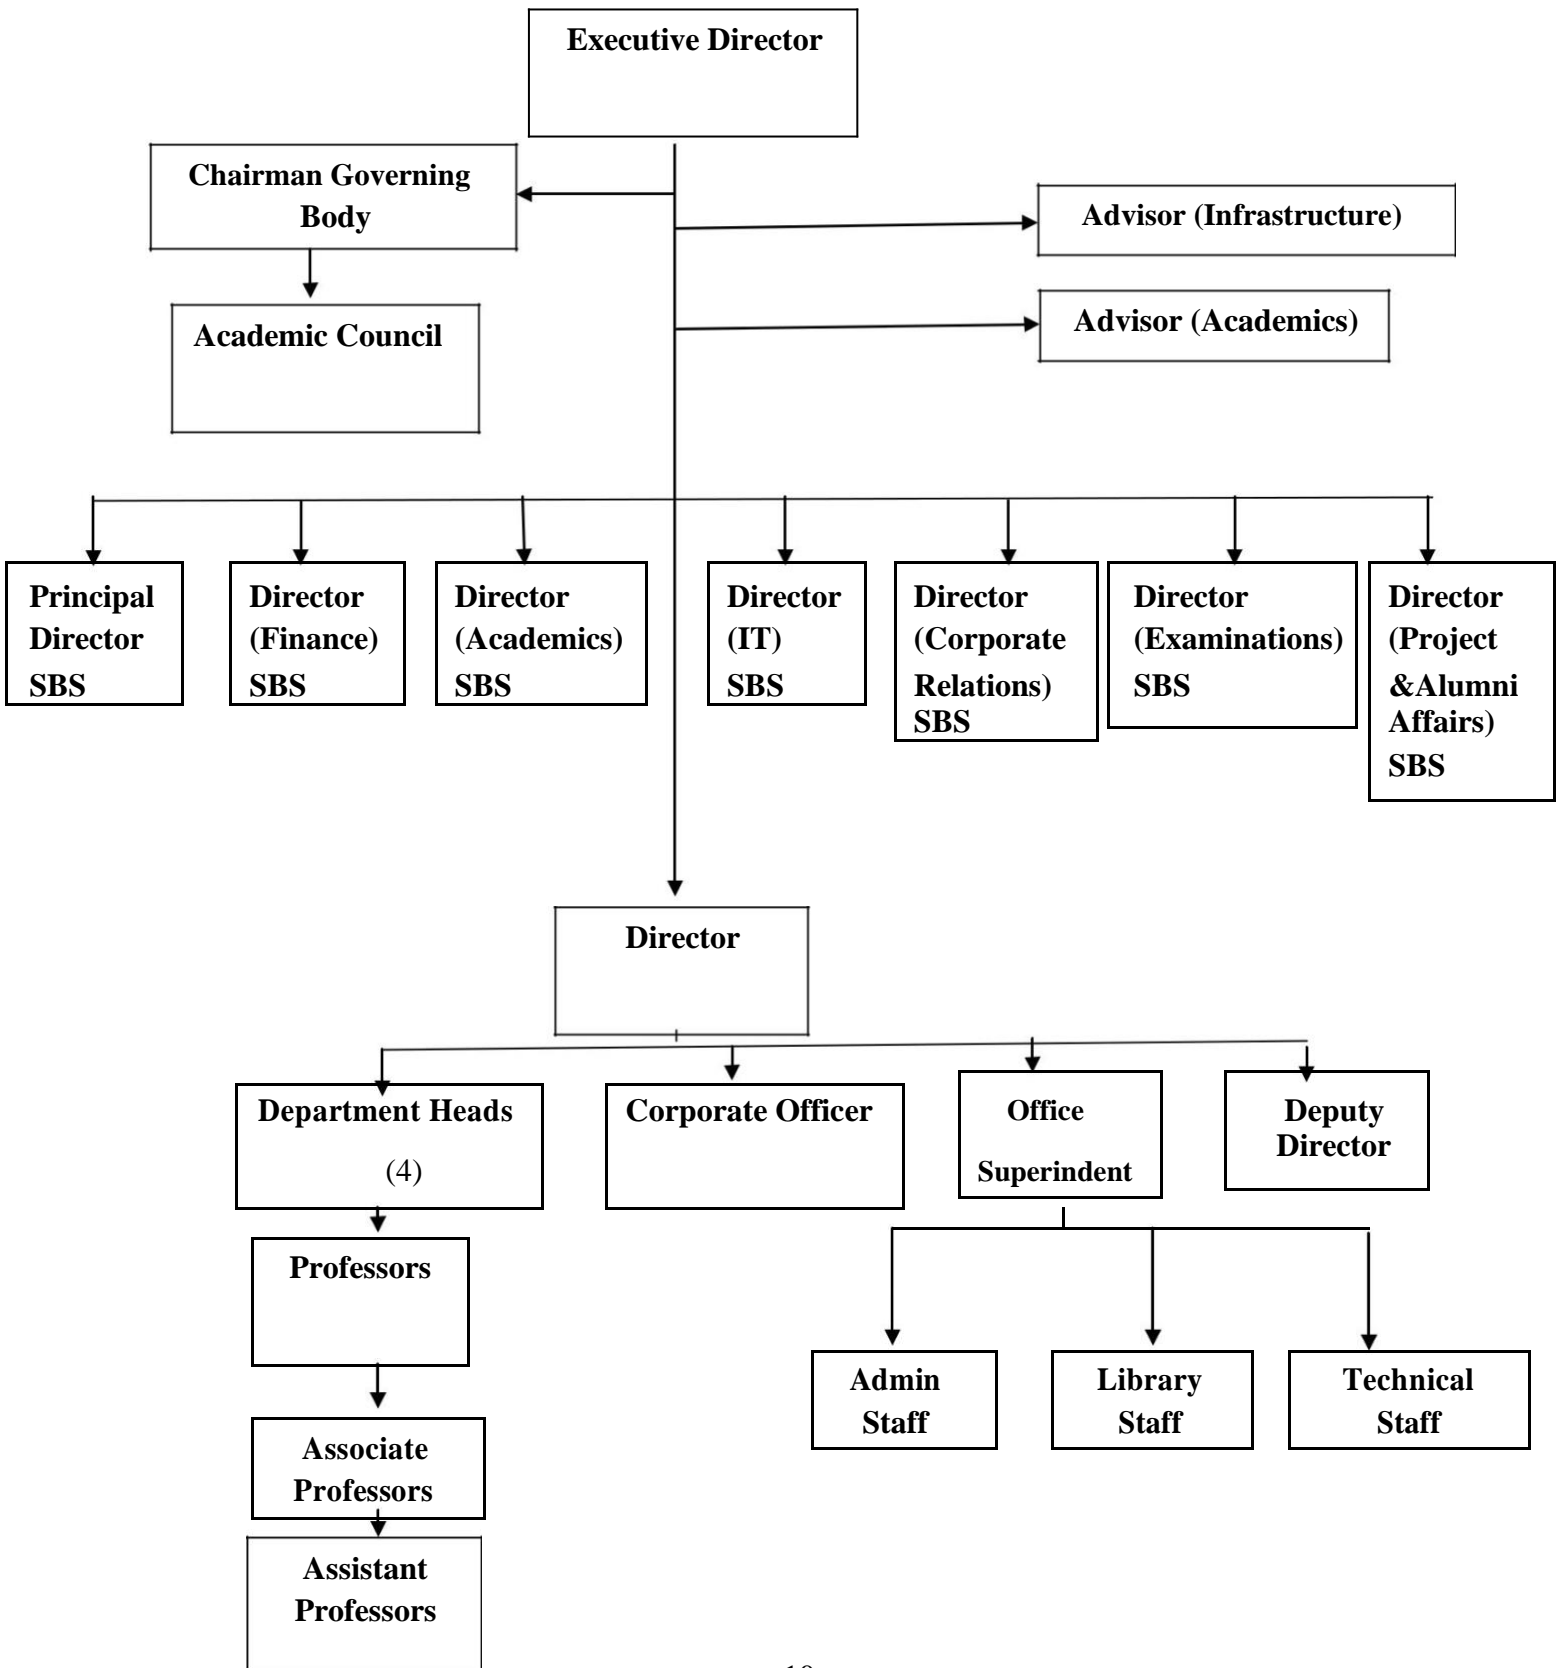 Executive Director
Chairman Governing
Body
Advisor (Infrastructure)
Academic Council
Advisor (Academics)
Principal
Director
SBS
Director
(Finance)
SBS
Director
(Academics)
SBS
Director
(IT)
SBS
Director
(Corporate
Relations)
SBS
Director
(Examinations)
SBS
Director
(Project
&Alumni
Affairs)
SBS
Director
Department Heads
(4)
Corporate Officer
Office
Superindent
Deputy
Director
Professors
Admin
Staff
Library
Staff
Technical
Staff
Associate
Professors
Assistant
Professors